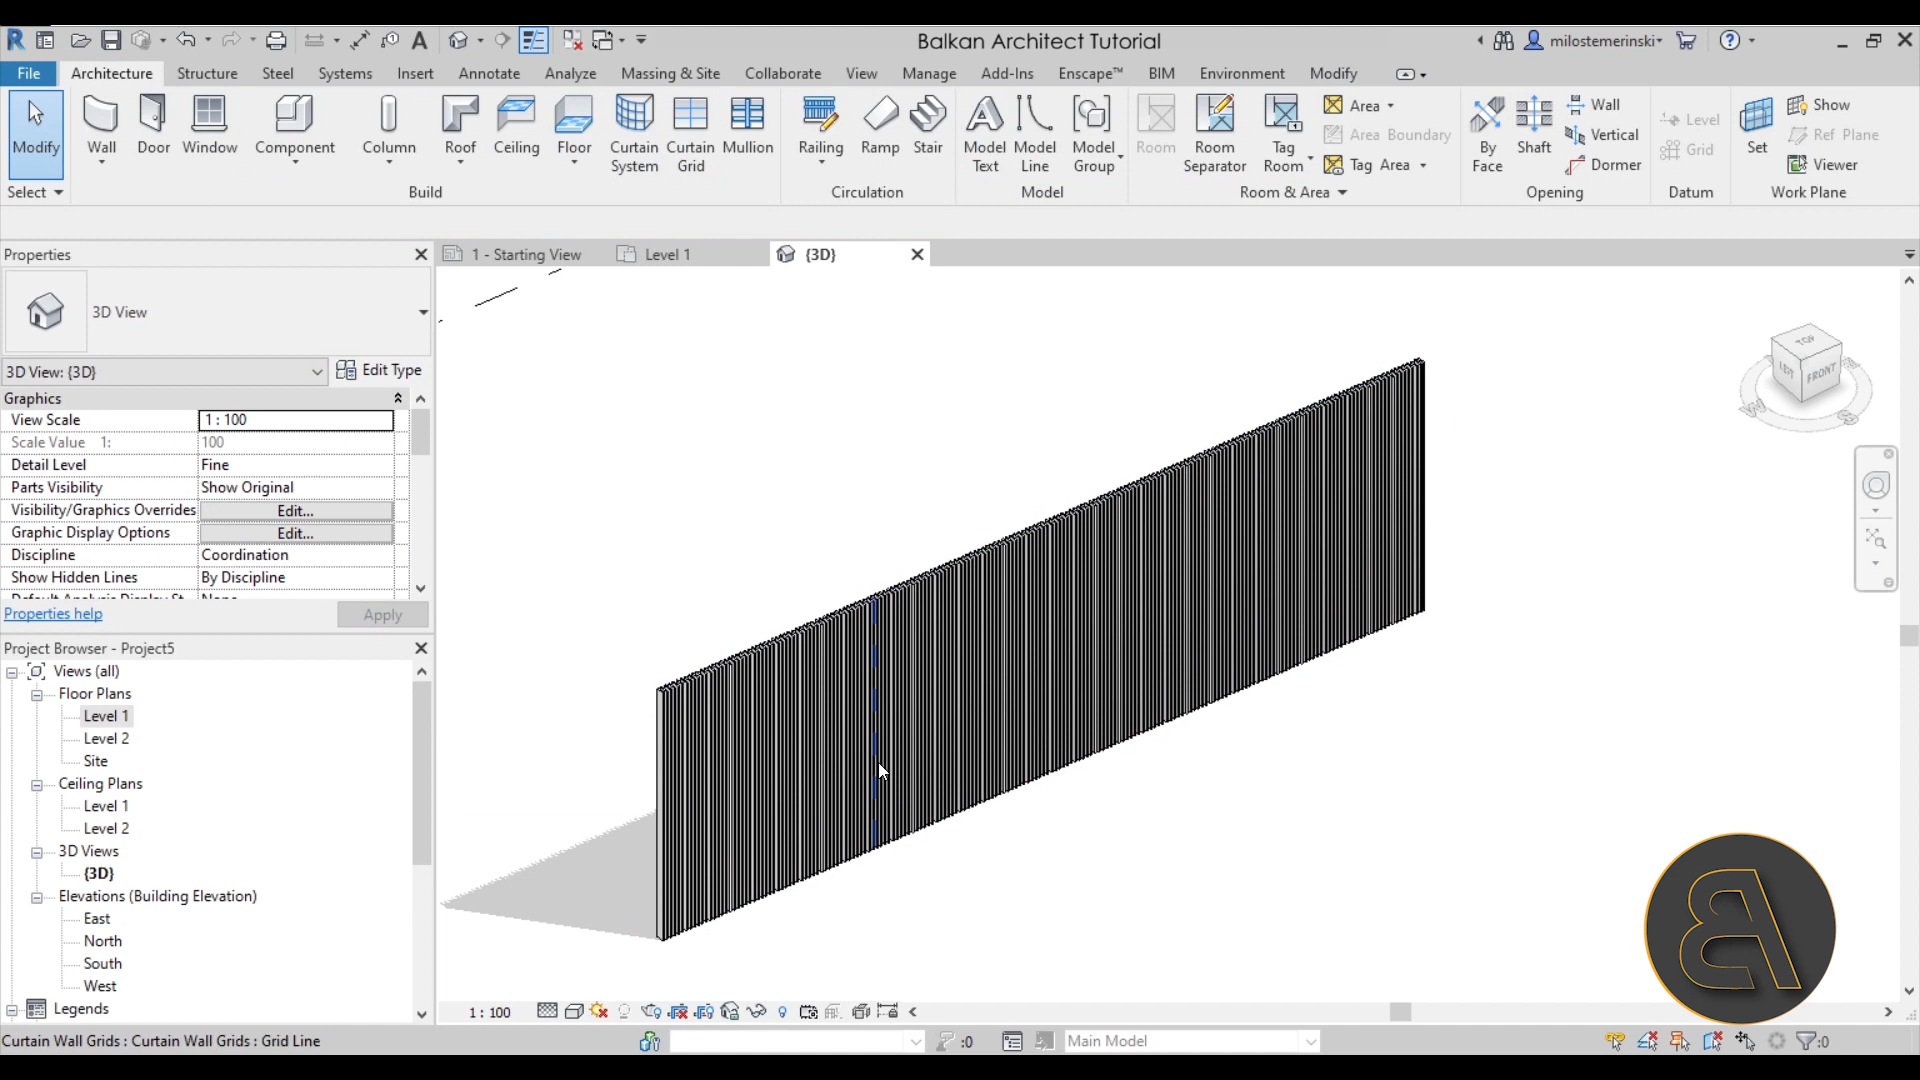 Balkan Architect Tutorial
milostemerinski
File Architecture Structure Steel Systems Insert Annotate Analyze Massing & Site Collaborate View Manage Add-Ins Enscape™ BIM Environment Modify
Modify Wall Door Window Component Column Roof Ceiling Floor Curtain System Curtain Grid Mullion Railing Ramp Stair Model Text Model Line Model Group Room Room Separator Tag Room
Area
Area Boundary
Tag Area
By Face Shaft
Wall
Vertical
Dormer
Level
Grid
Set
Show
Ref Plane
Viewer
Select Build Circulation Model Room & Area Opening Datum Work Plane
Properties
1 - Starting View Level 1 {3D}
3D View
3D View: {3D} Edit Type
Graphics
View Scale 1 : 100
Scale Value 1: 100
Detail Level Fine
Parts Visibility Show Original
Visibility/Graphics Overrides Edit...
Graphic Display Options Edit...
Discipline Coordination
Show Hidden Lines By Discipline
Properties help Apply
TOP
LEFT FRONT
W S
Project Browser - Project5
Views (all)
Floor Plans
Level 1
Level 2
Site
Ceiling Plans
Level 1
Level 2
3D Views
{3D}
Elevations (Building Elevation)
East
North
South
West
Legends
1 : 100
Curtain Wall Grids : Curtain Wall Grids : Grid Line
:0
Main Model
:0